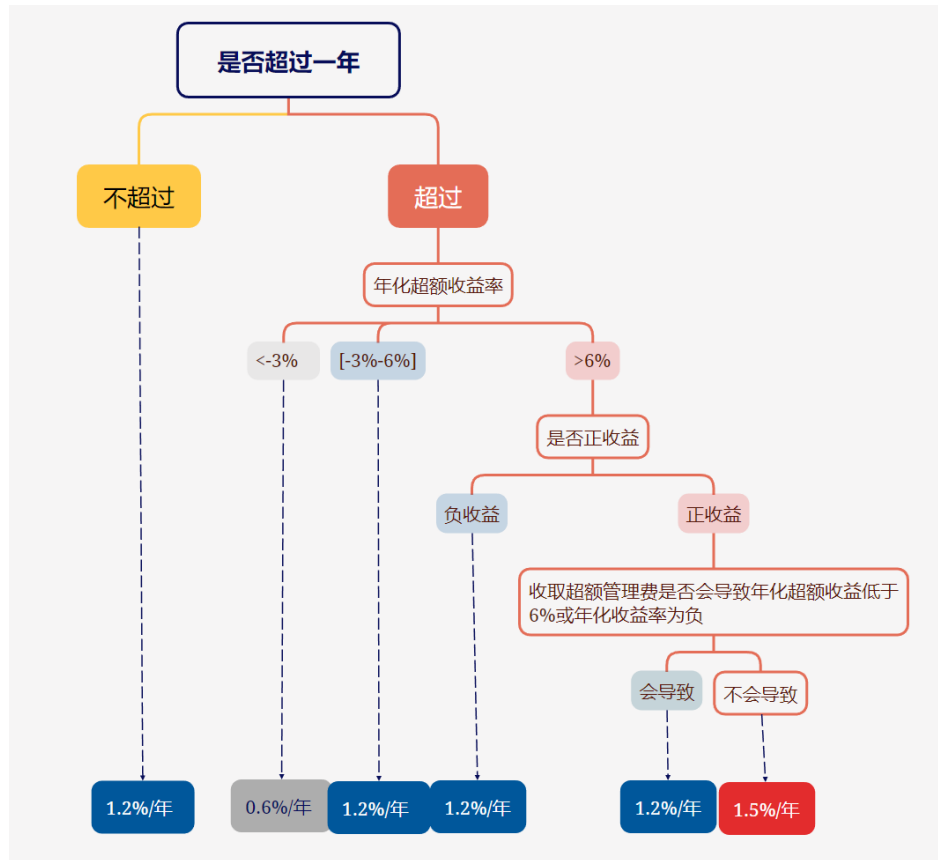 是否超过一年
不超过
超过
年化超额收益率
<-3%
[-3%-6%]
>6%
是否正收益
负收益
正收益
收取超额管理费是否会导致年化超额收益低于
6%或年化收益率为负
会导致
不会导致
1.2%/年
0.6%/年
1.2%/年
1.2%/年
1.2%/年
1.5%/年